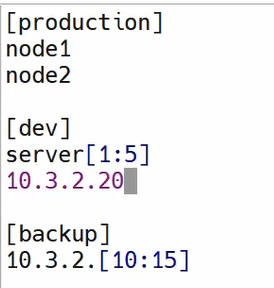 [production]
node1
node2

[dev]
server[1:5]
10.3.2.20

[backup]
10.3.2.[10:15]